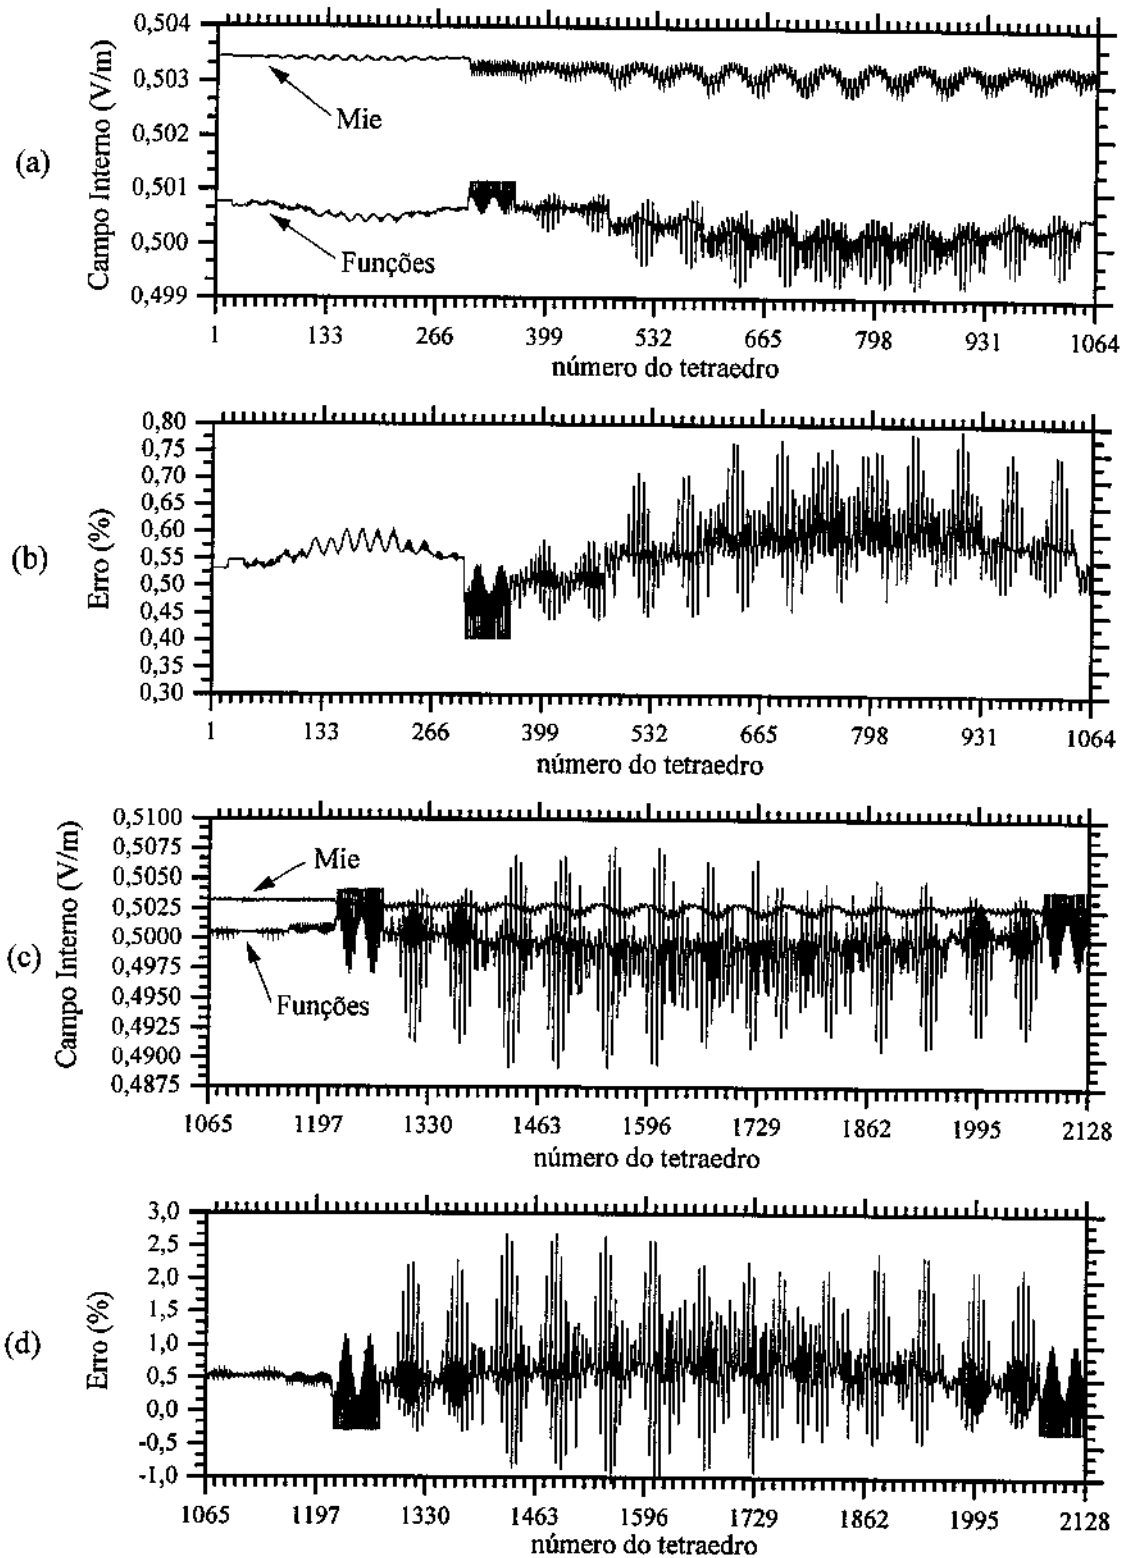 (a)
Campo Interno (V/m)
0,504
0,503
0,502
0,501
0,500
0,499
Mie
Funções
1 133 266 399 532 665 798 931 1064
número do tetraedro
(b)
Erro (%)
0,80
0,75
0,70
0,65
0,60
0,55
0,50
0,45
0,40
0,35
0,30
1 133 266 399 532 665 798 931 1064
número do tetraedro
(c)
Campo Interno (V/m)
0,5100
0,5075
0,5050
0,5025
0,5000
0,4975
0,4950
0,4925
0,4900
0,4875
Mie
Funções
1065 1197 1330 1463 1596 1729 1862 1995 2128
número do tetraedro
(d)
Erro (%)
3,0
2,5
2,0
1,5
1,0
0,5
0,0
-0,5
-1,0
1065 1197 1330 1463 1596 1729 1862 1995 2128
número do tetraedro